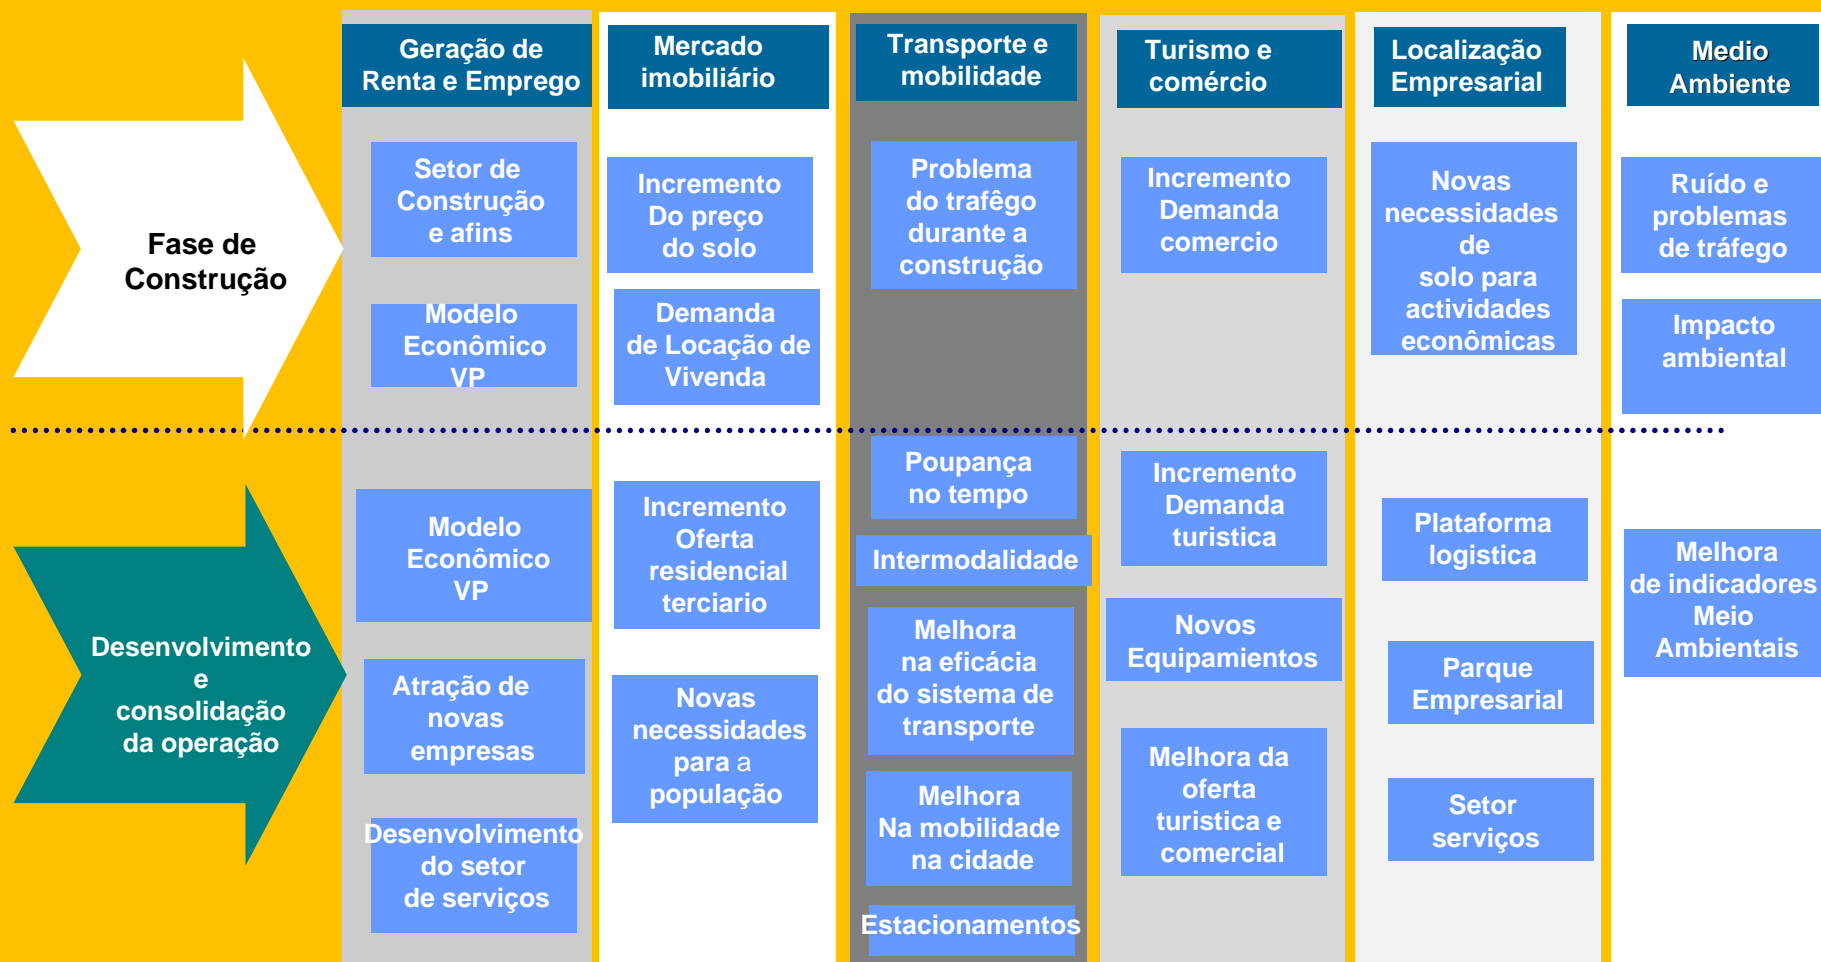 Geração de
Renta e Emprego
Mercado
imobiliário
Transporte e
mobilidade
Turismo e
comércio
Localização
Empresarial
Medio
Ambiente
Fase de
Construção
Setor de
Construção
e afins
Modelo
Econômico
VP
Incremento
Do preço
do solo
Demanda
de Locação de
Vivenda
Problema
do trafêgo
durante a
construção
Incremento
Demanda
comercio
Novas
necessidades
de
solo para
actividades
econômicas
Ruído e
problemas
de tráfego
Impacto
ambiental
Desenvolvimento
e
consolidação
da operação
Modelo
Econômico
VP
Atração de
novas
empresas
Desenvolvimento
do setor
de serviços
Incremento
Oferta
residencial
terciario
Novas
necessidades
para a
população
Poupança
no tempo
Intermodalidade
Melhora
na eficácia
do sistema de
transporte
Melhora
Na mobilidade
na cidade
Estacionamentos
Incremento
Demanda
turistica
Novos
Equipamientos
Melhora da
oferta
turistica e
comercial
Plataforma
logistica
Parque
Empresarial
Setor
serviços
Melhora
de indicadores
Meio
Ambientais